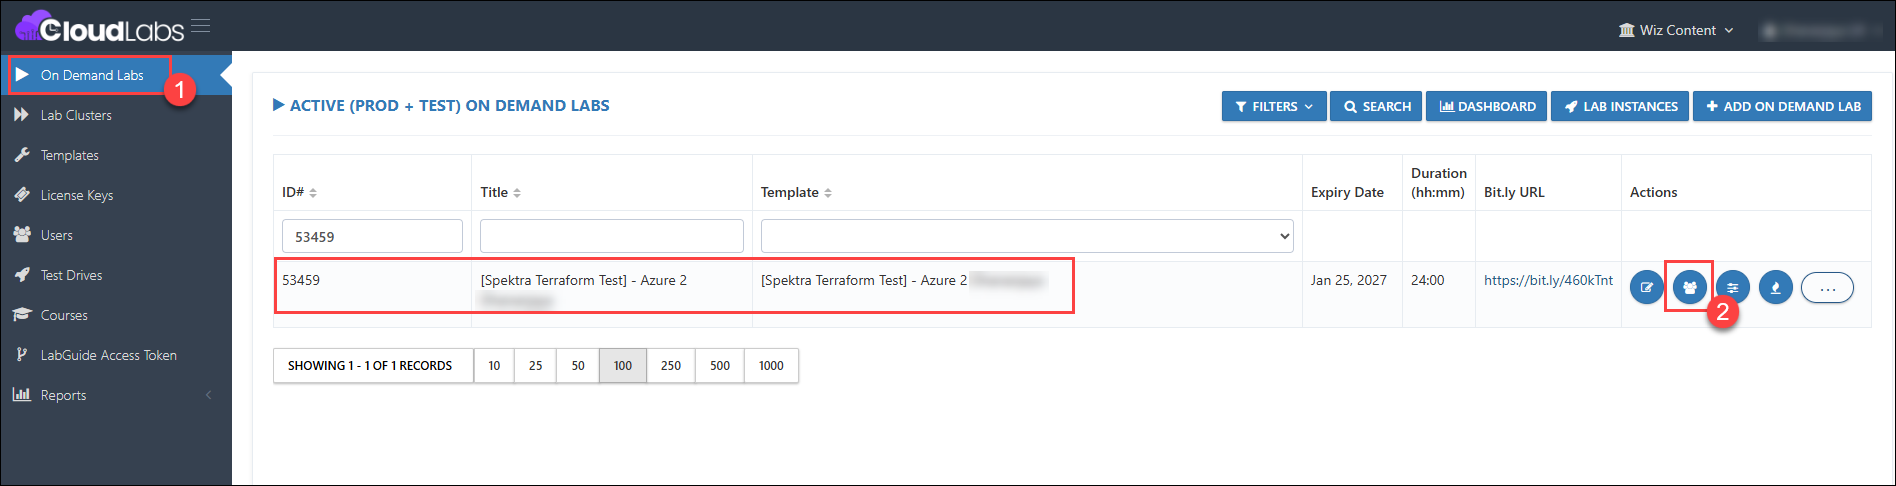 CloudLabs
Wiz Content
On Demand Labs
1
Lab Clusters
Templates
License Keys
Users
Test Drives
Courses
LabGuide Access Token
Reports
ACTIVE (PROD + TEST) ON DEMAND LABS
FILTERS
SEARCH
DASHBOARD
LAB INSTANCES
ADD ON DEMAND LAB
ID#
Title
Template
Expiry Date
Duration
(hh:mm)
Bit.ly URL
Actions
53459
53459
[Spektra Terraform Test] - Azure 2
[Spektra Terraform Test] - Azure 2
Jan 25, 2027
24:00
https://bit.ly/460kTnt
...
2
SHOWING 1 - 1 OF 1 RECORDS
10
25
50
100
250
500
1000